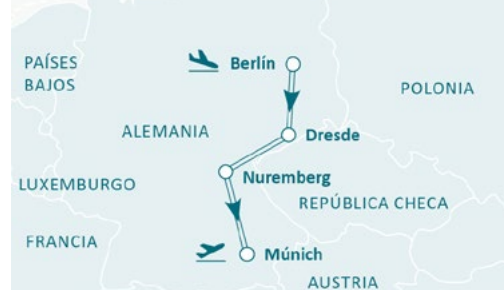 PAÍSES
BAJOS
Berlín
POLONIA
ALEMANIA
Dresde
LUXEMBURGO
Nuremberg
REPÚBLICA CHECA
FRANCIA
Múnich
AUSTRIA